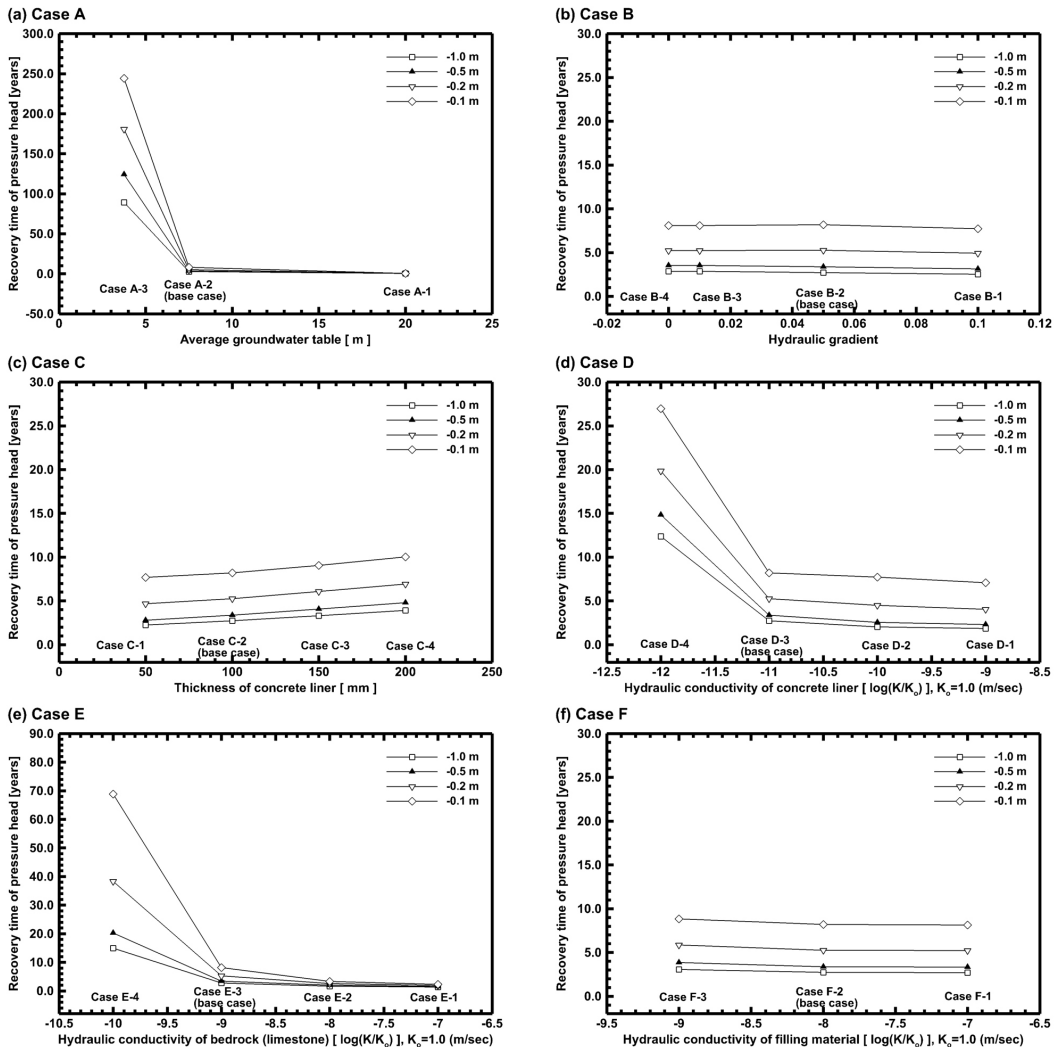 (a) Case A
Recovery time of pressure head [years]
300.0
250.0
200.0
150.0
100.0
50.0
0.0
-50.0
-1.0 m
-0.5 m
-0.2 m
-0.1 m
Case A-3
Case A-2
(base case)
Case A-1
0
5
10
15
20
25
Average groundwater table [ m ]
(b) Case B
Recovery time of pressure head [years]
30.0
25.0
20.0
15.0
10.0
5.0
0.0
-1.0 m
-0.5 m
-0.2 m
-0.1 m
Case B-4
Case B-3
Case B-2
(base case)
Case B-1
-0.02
0
0.02
0.04
0.06
0.08
0.1
0.12
Hydraulic gradient
(c) Case C
Recovery time of pressure head [years]
30.0
25.0
20.0
15.0
10.0
5.0
0.0
-1.0 m
-0.5 m
-0.2 m
-0.1 m
Case C-1
Case C-2
(base case)
Case C-3
Case C-4
0
50
100
150
200
250
Thickness of concrete liner [ mm ]
(d) Case D
Recovery time of pressure head [years]
30.0
25.0
20.0
15.0
10.0
5.0
0.0
-1.0 m
-0.5 m
-0.2 m
-0.1 m
Case D-4
Case D-3
(base case)
Case D-2
Case D-1
-12.5
-12
-11.5
-11
-10.5
-10
-9.5
-9
-8.5
Hydraulic conductivity of concrete liner [ log(K/Ko) ], Ko=1.0 (m/sec)
(e) Case E
Recovery time of pressure head [years]
90.0
80.0
70.0
60.0
50.0
40.0
30.0
20.0
10.0
0.0
-1.0 m
-0.5 m
-0.2 m
-0.1 m
Case E-4
Case E-3
(base case)
Case E-2
Case E-1
-10.5
-10
-9.5
-9
-8.5
-8
-7.5
-7
-6.5
Hydraulic conductivity of bedrock (limestone) [ log(K/Ko) ], Ko=1.0 (m/sec)
(f) Case F
Recovery time of pressure head [years]
30.0
25.0
20.0
15.0
10.0
5.0
0.0
-1.0 m
-0.5 m
-0.2 m
-0.1 m
Case F-3
Case F-2
(base case)
Case F-1
-9.5
-9
-8.5
-8
-7.5
-7
-6.5
Hydraulic conductivity of filling material [ log(K/Ko) ], Ko=1.0 (m/sec)